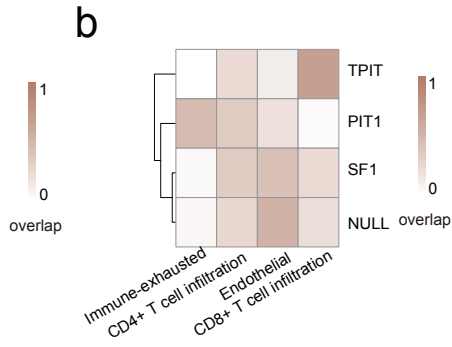 b
1
0
overlap
TPIT
PIT1
SF1
NULL
1
0
overlap
Immune-exhausted
CD4+ T cell infiltration
Endothelial
CD8+ T cell infiltration